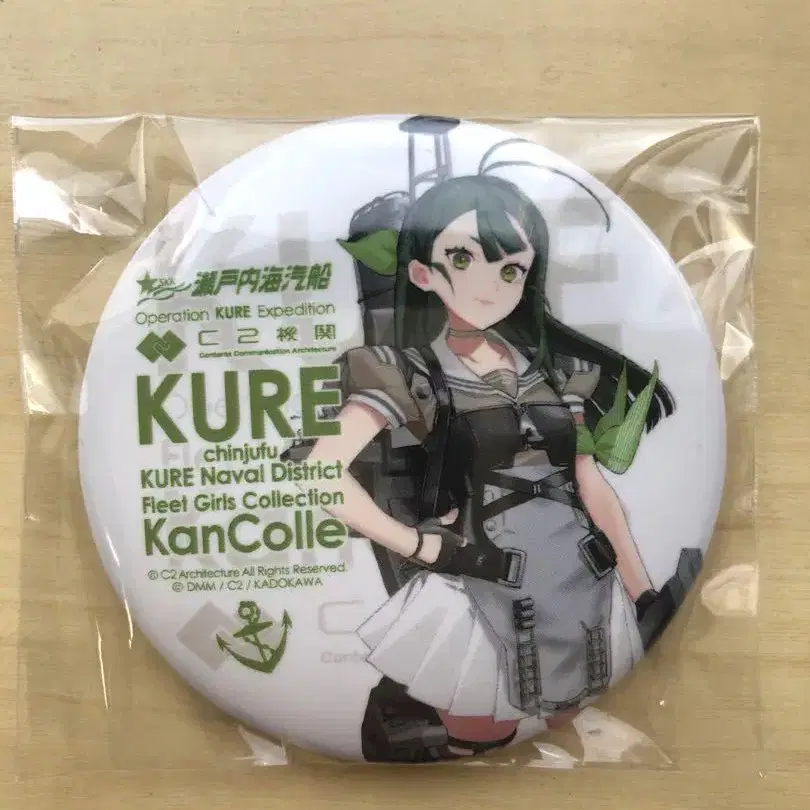 SKK 瀬戸内海汽船
Operation KURE Expedition
C2機関
Contents Communication Architecture
KURE
chinjufu
KURE Naval District
Fleet Girls Collection
KanColle
© C2 Architecture All Rights Reserved.
© DMM / C2 / KADOKAWA